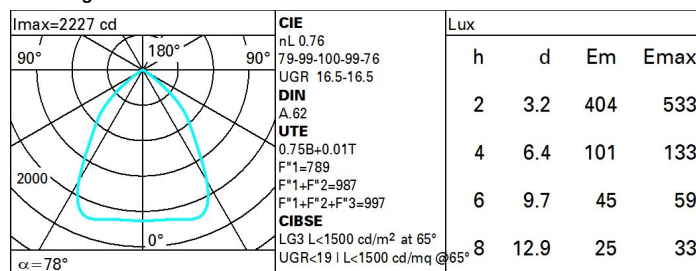 Imax=2227 cd
90° 180° 90°
2000
0°
α=78°
CIE
nL 0.76
79-99-100-99-76
UGR 16.5-16.5
DIN
A.62
UTE
0.75B+0.01T
F"1=789
F"1+F"2=987
F"1+F"2+F"3=997
CIBSE
LG3 L<1500 cd/m² at 65°
UGR<19 | L<1500 cd/mq @65°
Lux
h d Em Emax
2 3.2 404 533
4 6.4 101 133
6 9.7 45 59
8 12.9 25 33